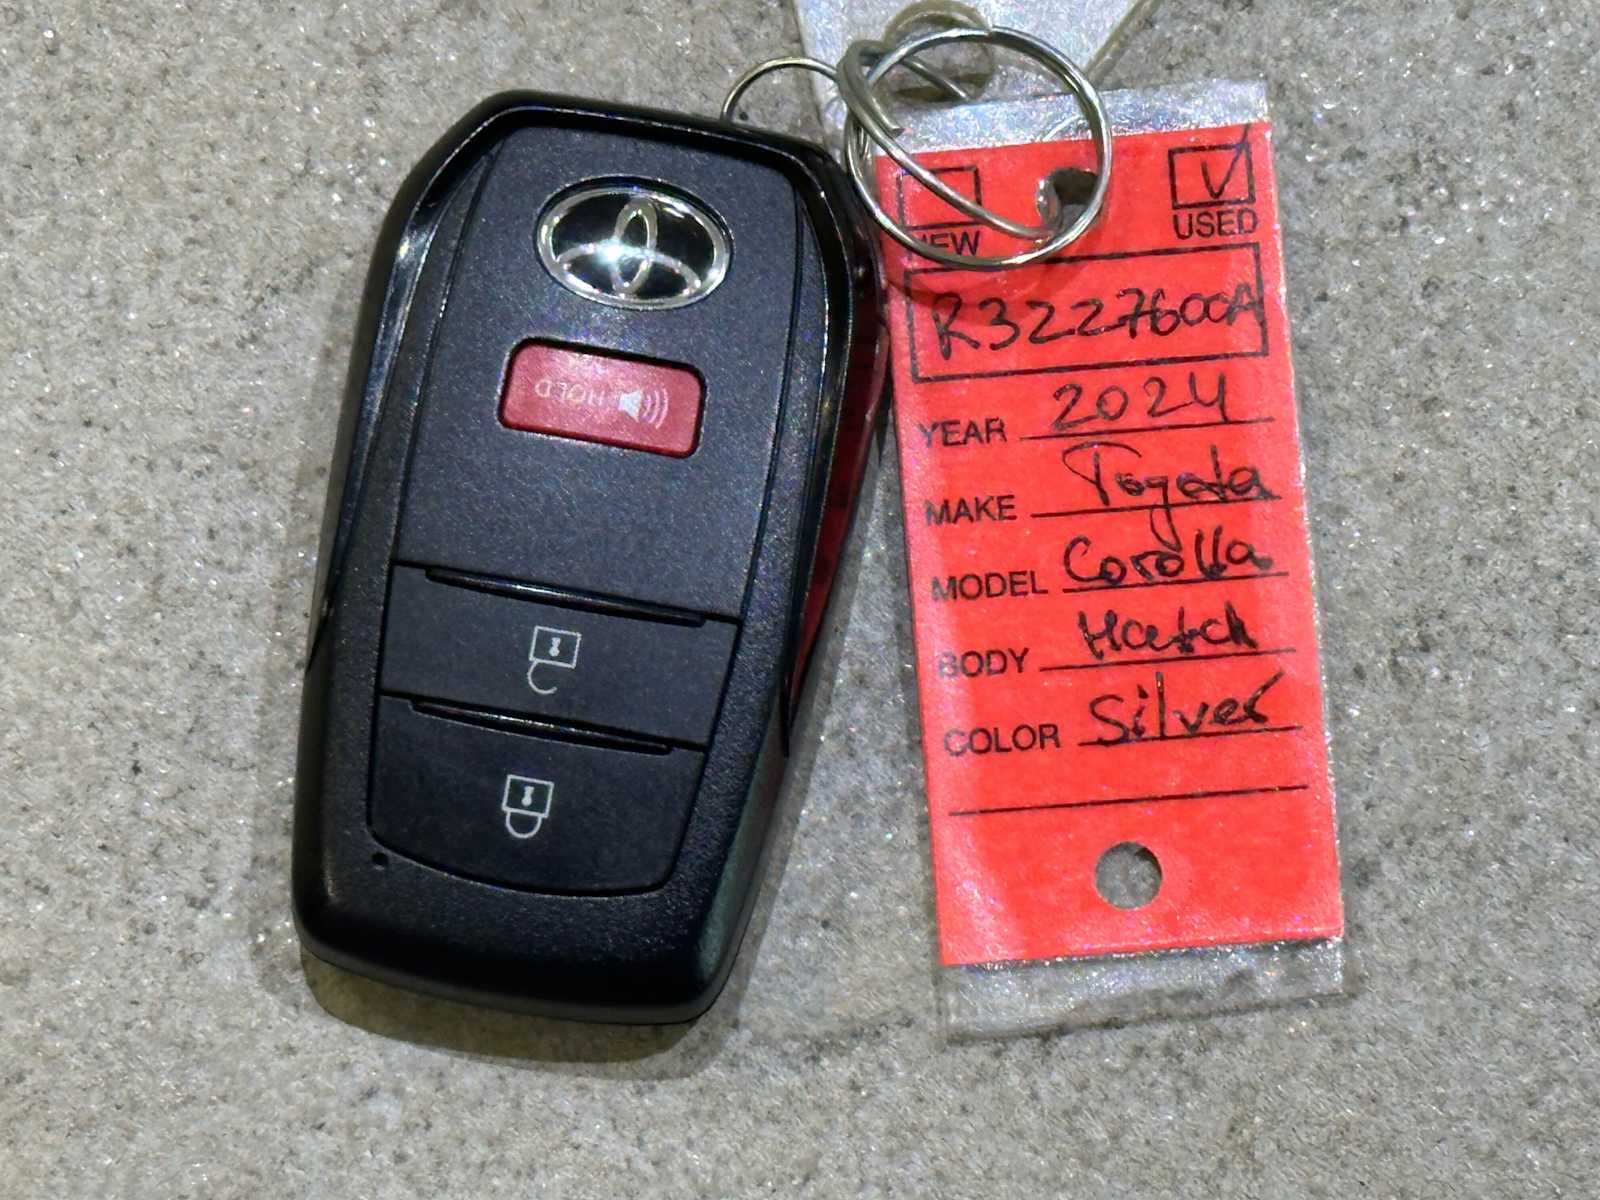 HOLD
NEW USED
R3227600A
YEAR 2024
MAKE Toyota
MODEL Corolla
BODY Hatch
COLOR Silver